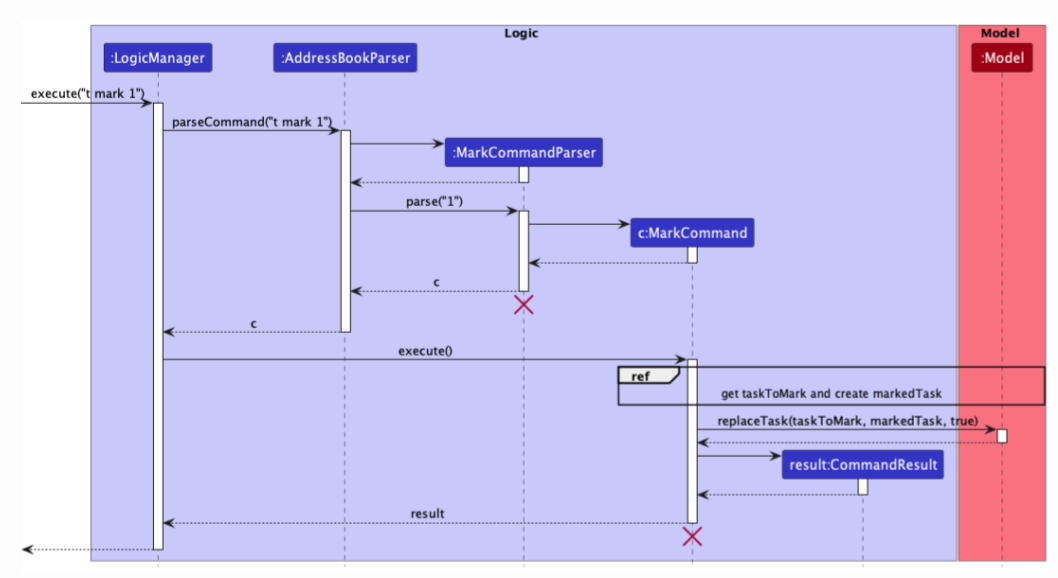 Logic
Model
:LogicManager
:AddressBookParser
:Model
execute("t mark 1")
parseCommand("t mark 1")
:MarkCommandParser
parse("1")
c:MarkCommand
c
c
execute()
ref
get taskToMark and create markedTask
replaceTask(taskToMark, markedTask, true)
result:CommandResult
result